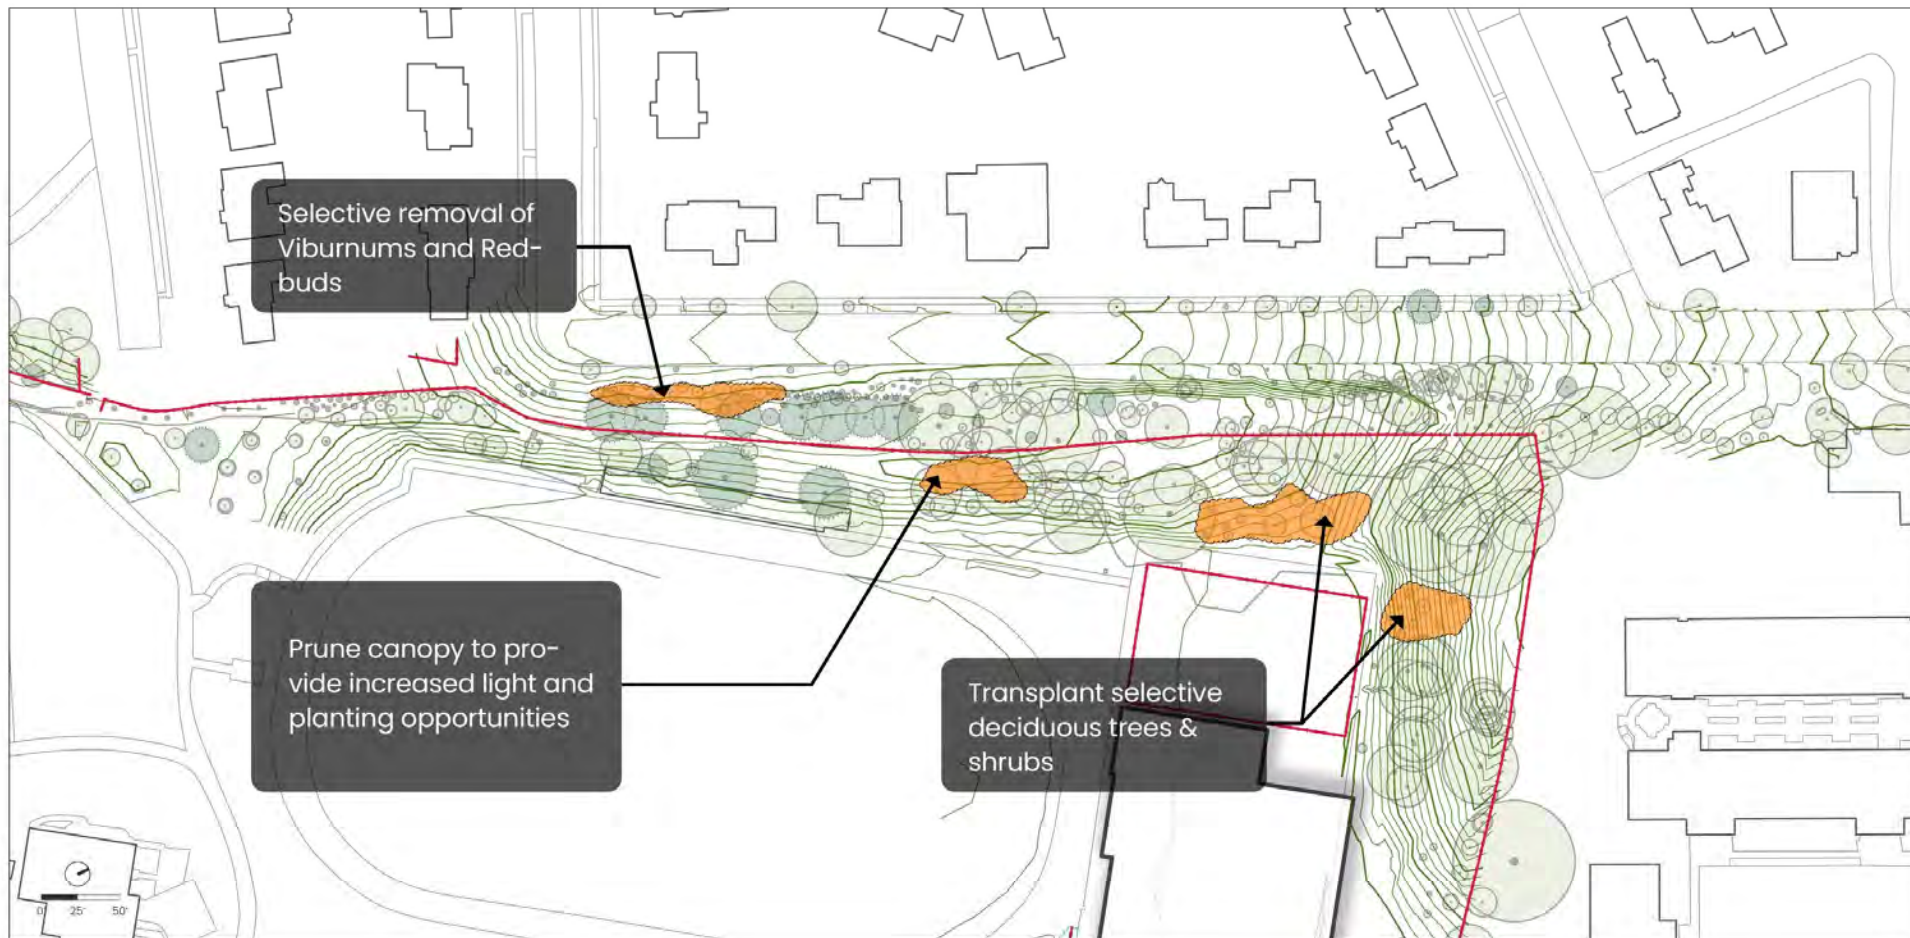 Selective removal of
Viburnums and Red-
buds
Prune canopy to pro-
vide increased light and
planting opportunities
Transplant selective
deciduous trees &
shrubs
0' 25' 50'